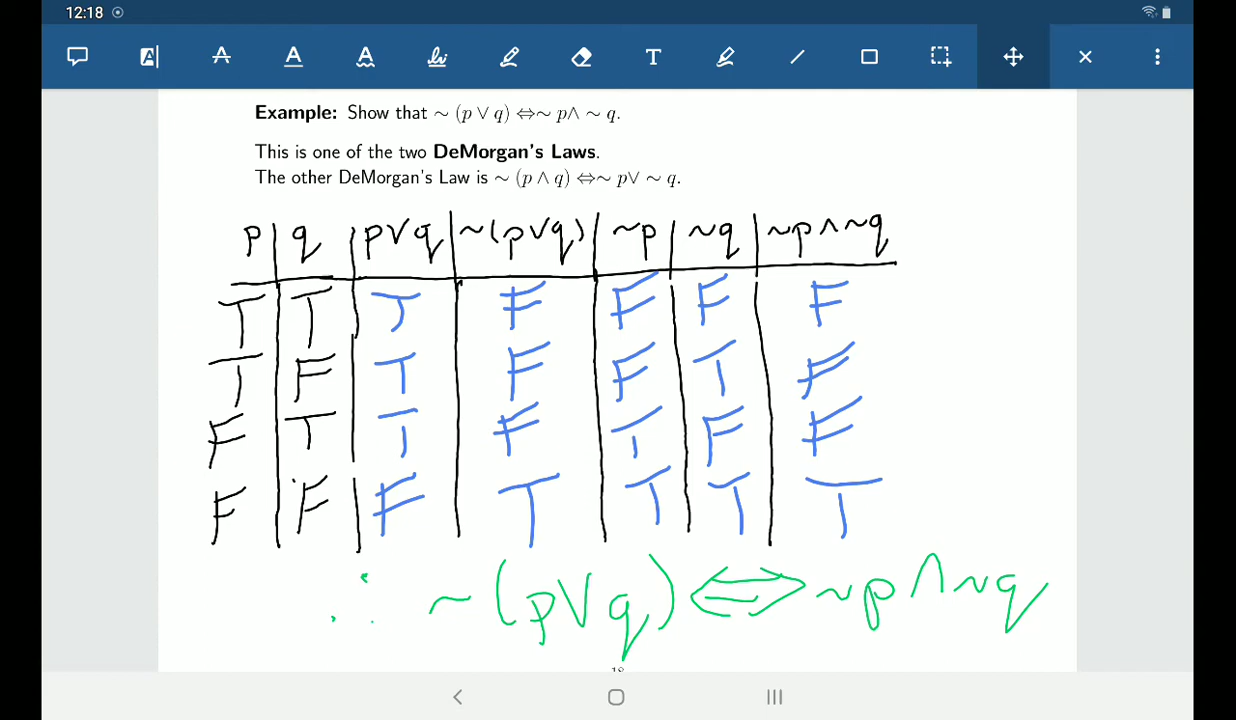 12:18
Example: Show that ∼ (p ∨ q) ⇔∼ p∧ ∼ q.
This is one of the two DeMorgan's Laws.
The other DeMorgan's Law is ∼ (p ∧ q) ⇔∼ p∨ ∼ q.
p q p∨q ~(p∨q) ~p ~q ~p∧~q
T T T F F F F
T F T F F T F
F T T F T F F
F F F T T T T
∴ ~(p∨q) ⇔ ~p∧~q